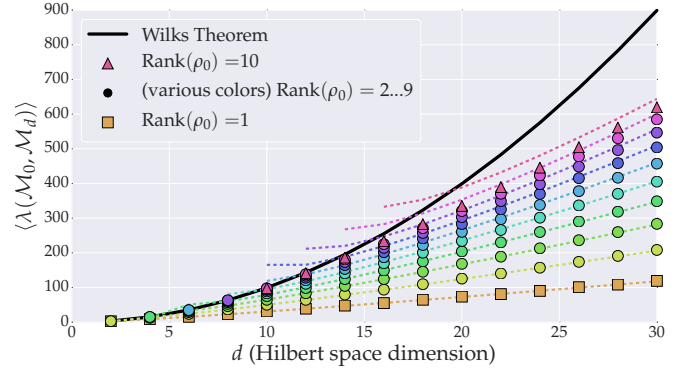 900
800
700
600
500
400
300
200
100
0
⟨λ(ℳ₀, ℳ_d)⟩
Wilks Theorem
Rank(ρ₀) =10
(various colors) Rank(ρ₀) = 2...9
Rank(ρ₀) =1
0 5 10 15 20 25 30
d (Hilbert space dimension)